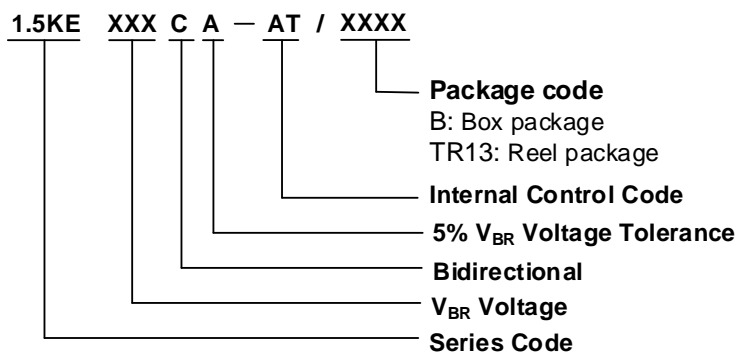 1.5KE XXX C A — AT / XXXX
Package code
B: Box package
TR13: Reel package
Internal Control Code
5% VBR Voltage Tolerance
Bidirectional
VBR Voltage
Series Code